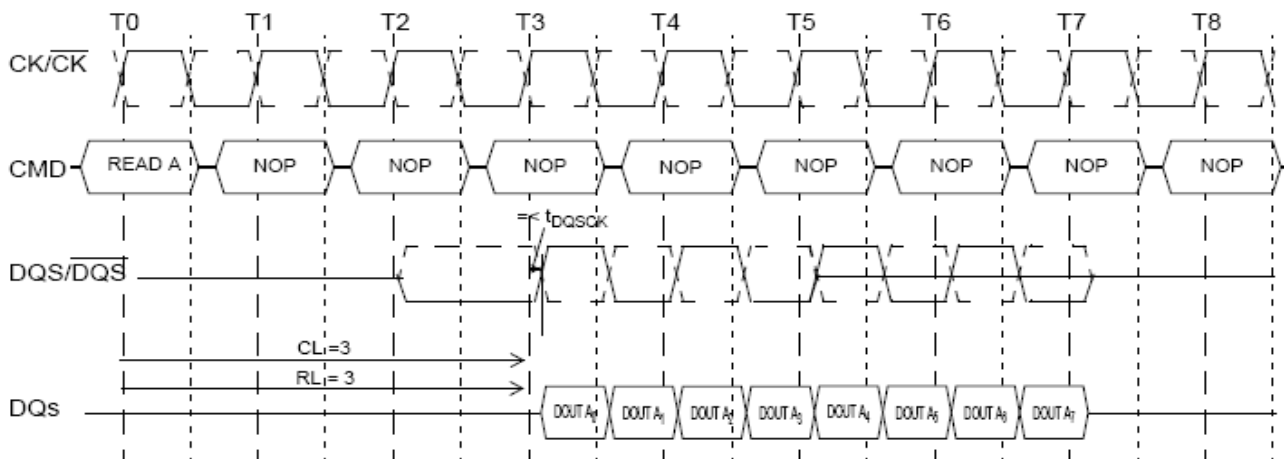 T0 T1 T2 T3 T4 T5 T6 T7 T8
CK/CK
CMD READ A NOP NOP NOP NOP NOP NOP NOP NOP
=< tDQSCK
DQS/DQS
CL=3
RL= 3
DQs DOUT A0 DOUT A1 DOUT A2 DOUT A3 DOUT A4 DOUT A5 DOUT A6 DOUT A7